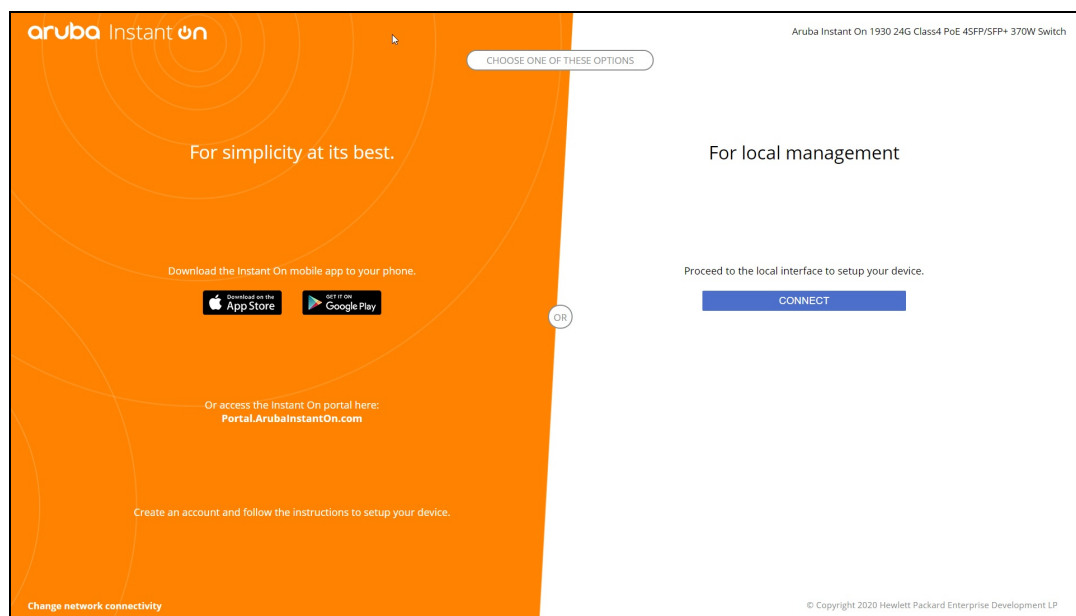 aruba Instant On
Aruba Instant On 1930 24G Class4 PoE 4SFP/SFP+ 370W Switch
CHOOSE ONE OF THESE OPTIONS
For simplicity at its best.
Download the Instant On mobile app to your phone.
Download on the
App Store
GET IT ON
Google Play
Or access the Instant On portal here:
Portal.ArubaInstantOn.com
Create an account and follow the instructions to setup your device.
Change network connectivity
OR
For local management
Proceed to the local interface to setup your device.
CONNECT
© Copyright 2020 Hewlett Packard Enterprise Development LP